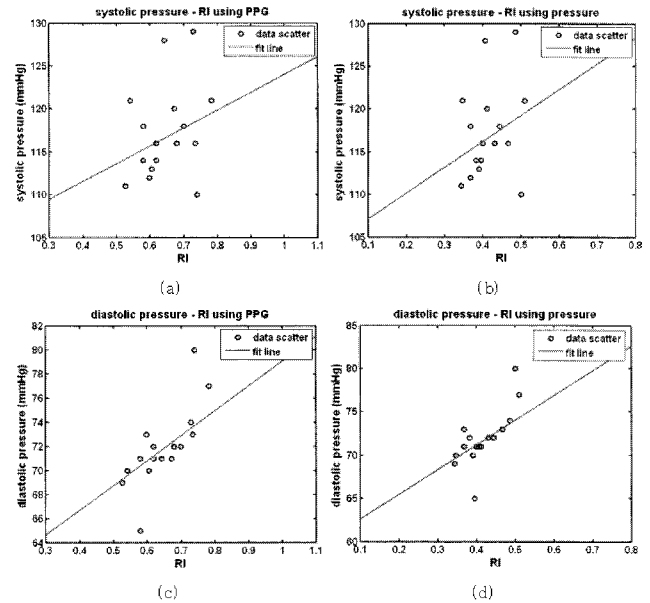 systolic pressure - RI using PPG
130
125
120
115
110
105
systolic pressure (mmHg)
0.3 0.4 0.5 0.6 0.7 0.8 0.9 1 1.1
RI
data scatter
fit line
(a)
systolic pressure - RI using pressure
130
125
120
115
110
105
systolic pressure (mmHg)
0.1 0.2 0.3 0.4 0.5 0.6 0.7 0.8
RI
data scatter
fit line
(b)
diastolic pressure - RI using PPG
82
80
78
76
74
72
70
68
66
64
diastolic pressure (mmHg)
0.3 0.4 0.5 0.6 0.7 0.8 0.9 1 1.1
RI
data scatter
fit line
(c)
diastolic pressure - RI using pressure
85
80
75
70
65
60
diastolic pressure (mmHg)
0.1 0.2 0.3 0.4 0.5 0.6 0.7 0.8
RI
data scatter
fit line
(d)